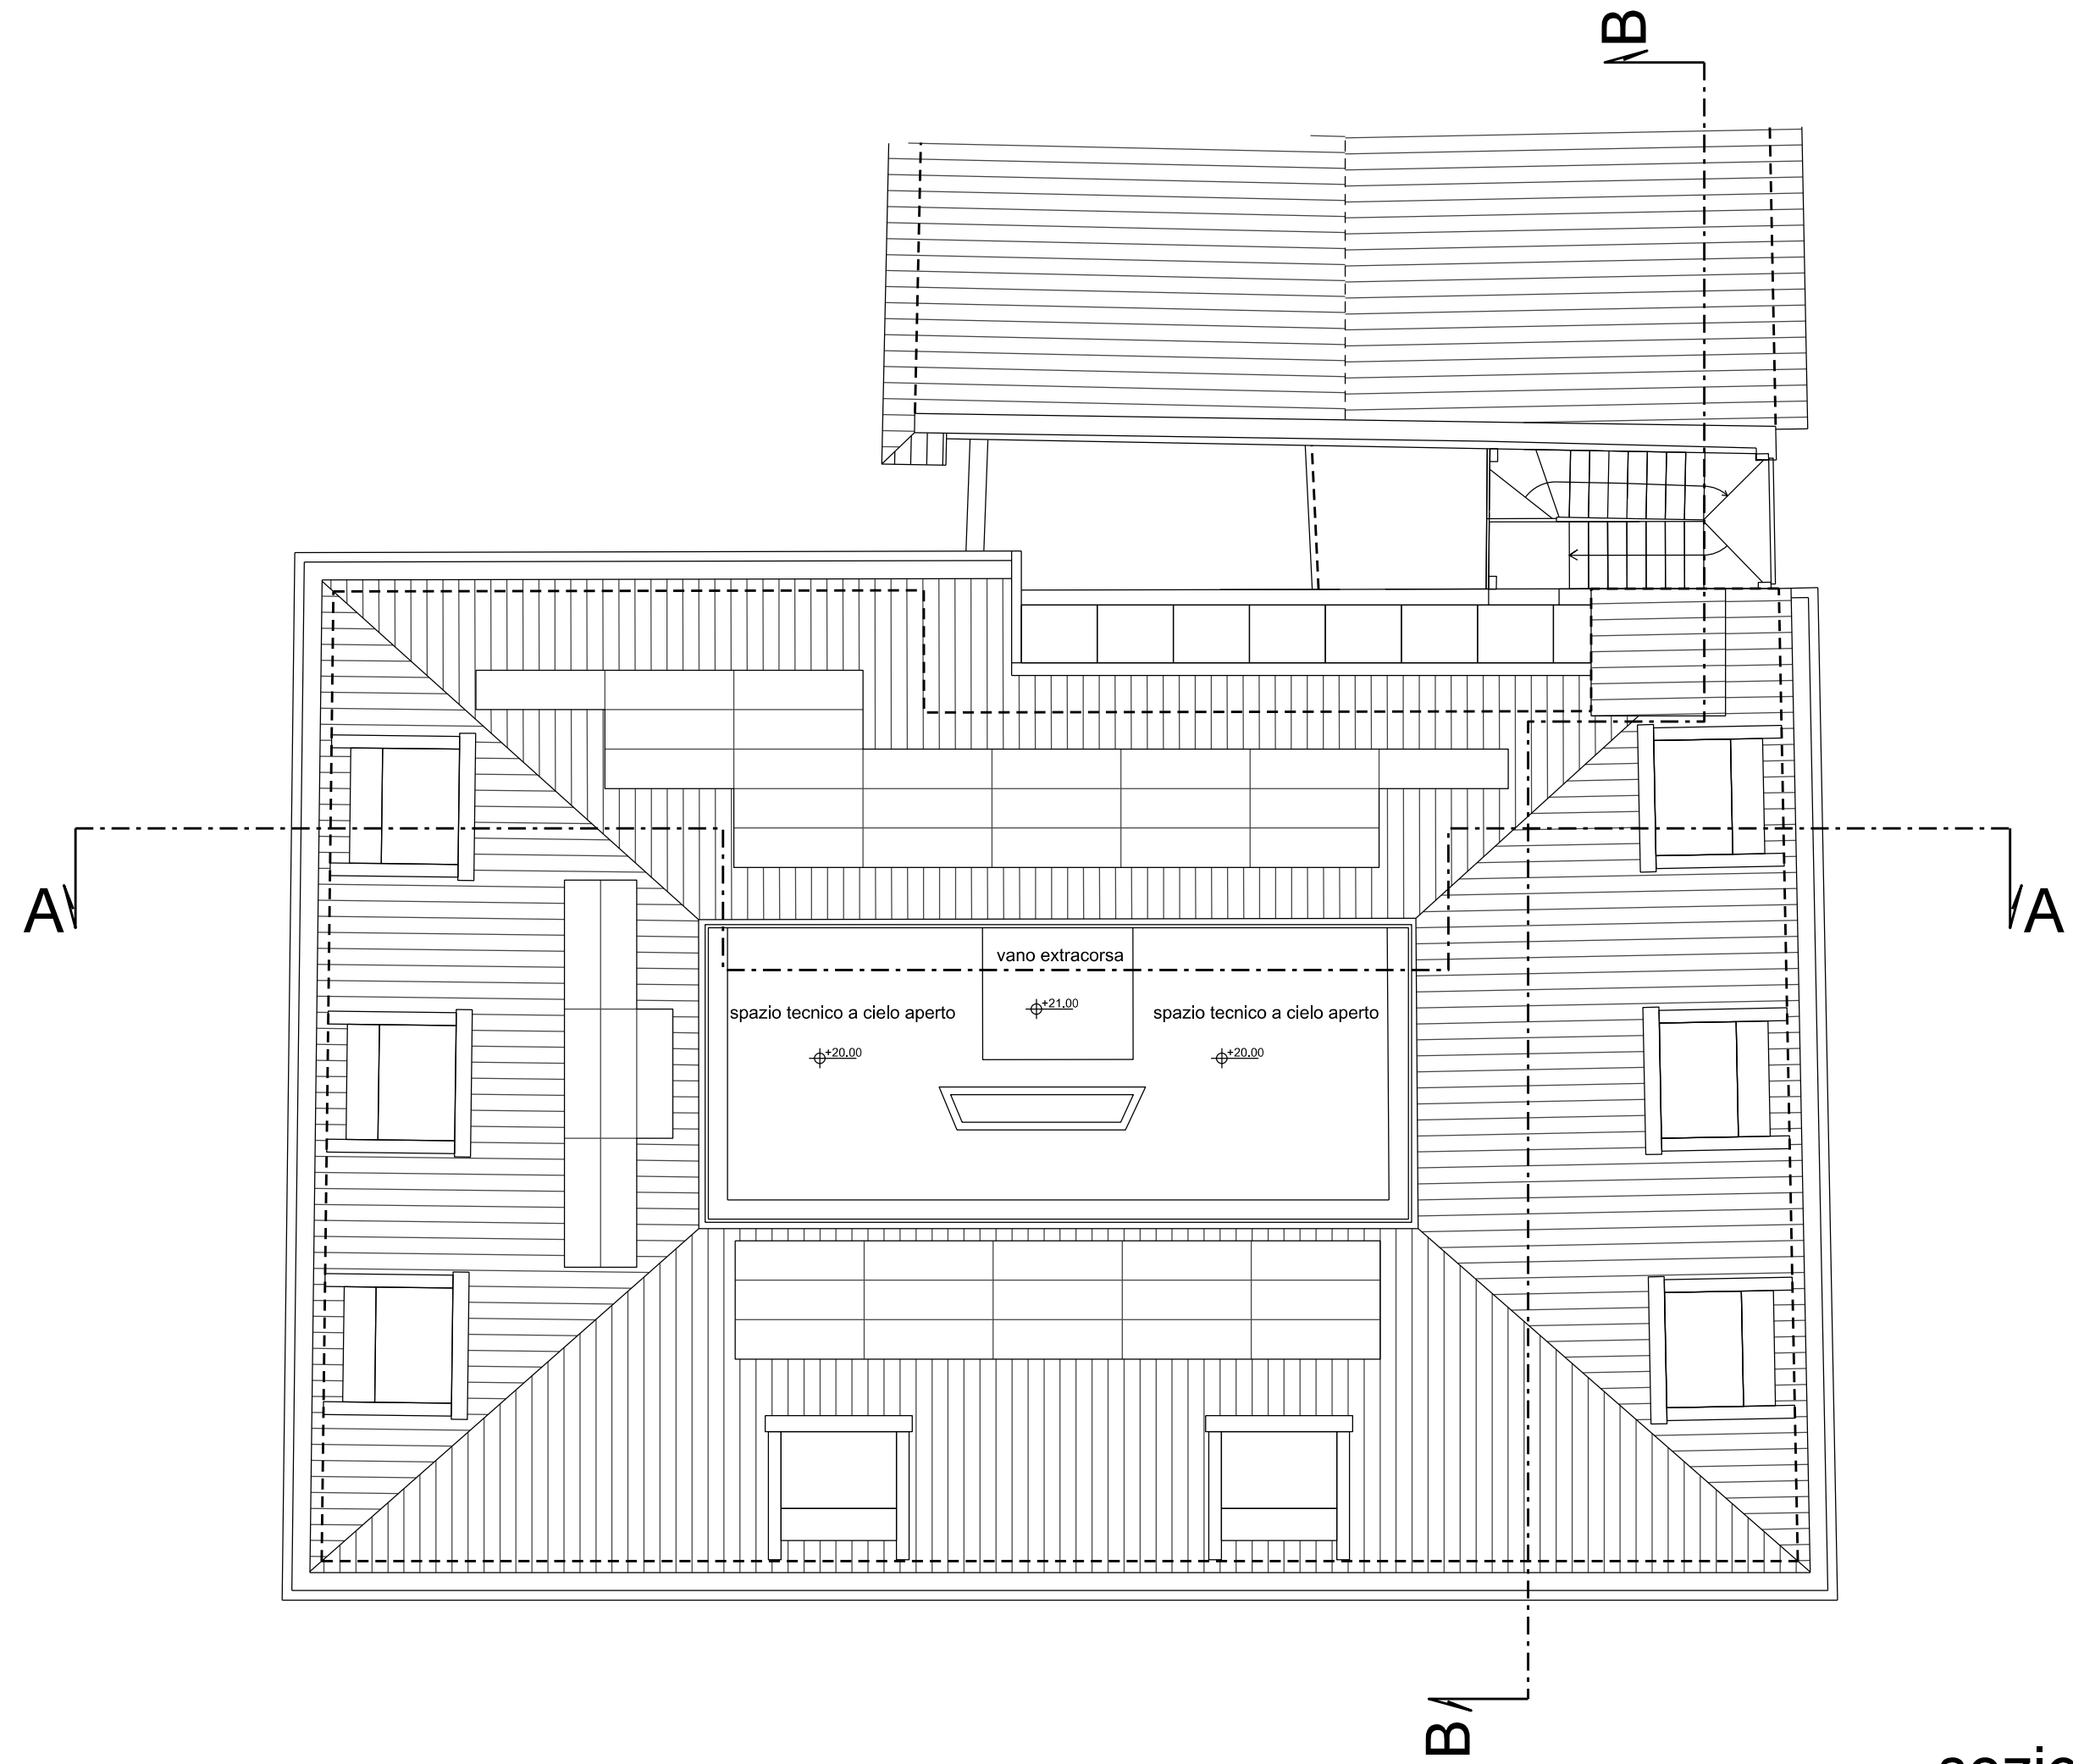 B
vano extracorsa
+21.00
spazio tecnico a cielo aperto
spazio tecnico a cielo aperto
+20.00
+20.00
A
A
B